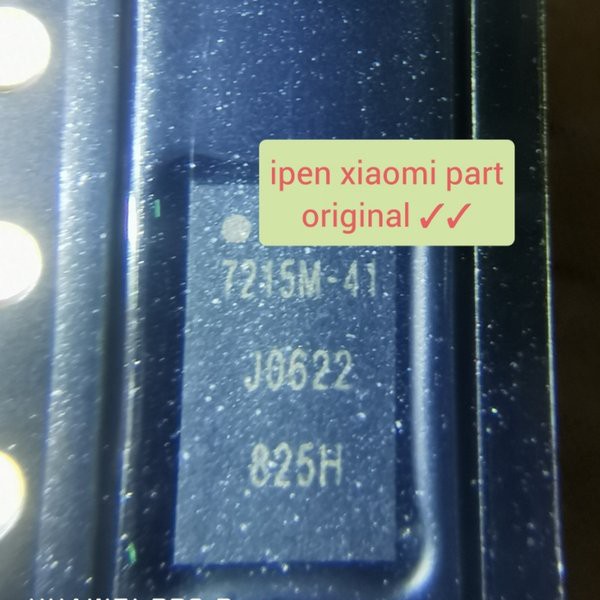 ipen xiaomi part
original ✓✓
7215M-41
J0622
825H